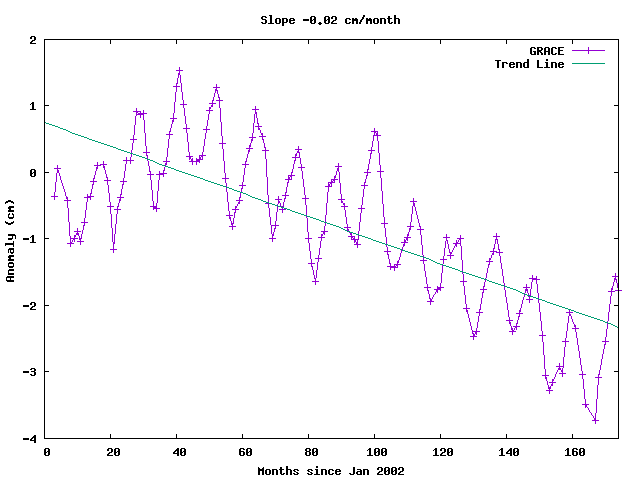 Slope -0.02 cm/month
GRACE
Trend Line
2
1
0
-1
-2
-3
-4
Anomaly (cm)
0 20 40 60 80 100 120 140 160
Months since Jan 2002